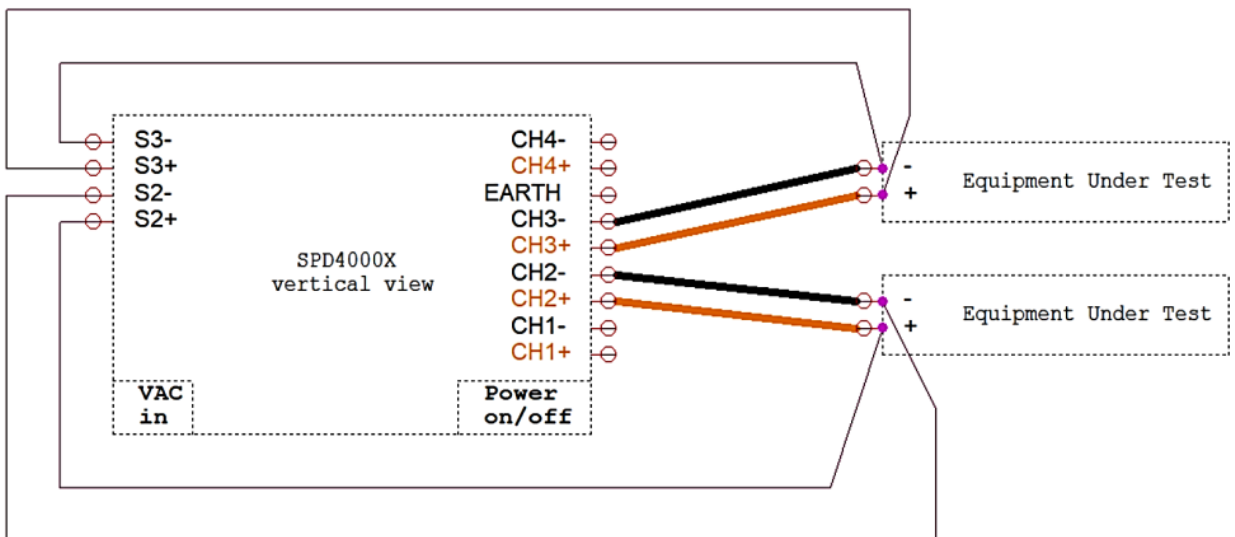 S3-
S3+
S2-
S2+
SPD4000X
vertical view
VAC
in
CH4-
CH4+
EARTH
CH3-
CH3+
CH2-
CH2+
CH1-
CH1+
Power
on/off
-
+
Equipment Under Test
-
+
Equipment Under Test